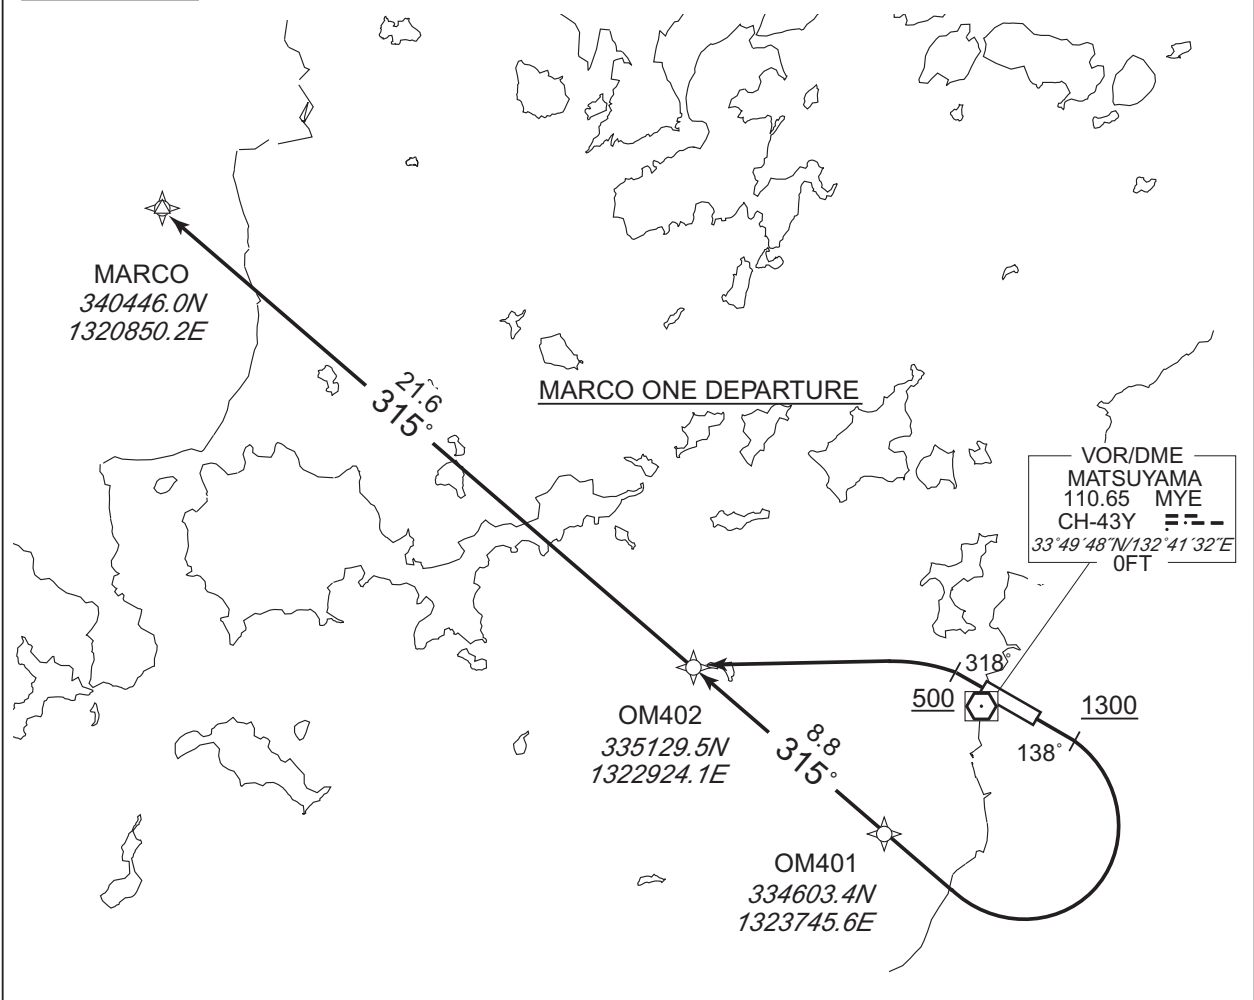 MARCO
340446.0N
1320850.2E
21.6
315°
MARCO ONE DEPARTURE
VOR/DME
MATSUYAMA
110.65 MYE
CH-43Y
33°49′48″N/132°41′32″E
0FT
318°
500
1300
138°
OM402
335129.5N
1322924.1E
8.8
315°
OM401
334603.4N
1323745.6E